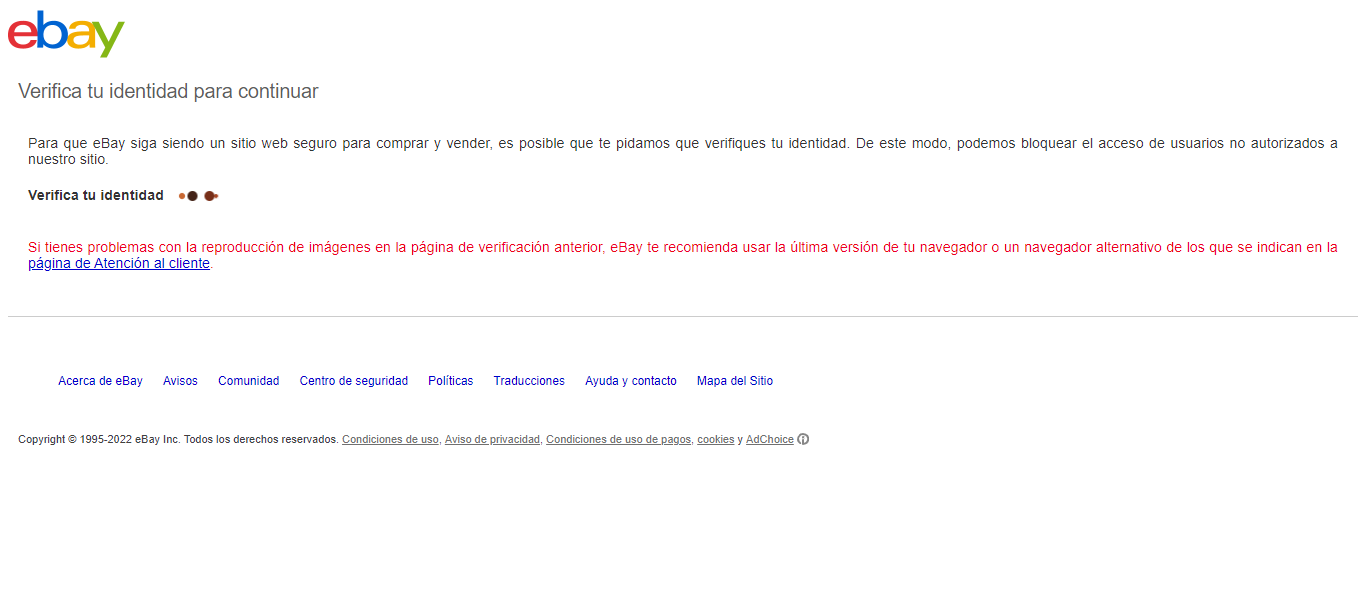 ebay
Verifica tu identidad para continuar
Para que eBay siga siendo un sitio web seguro para comprar y vender, es posible que te pidamos que verifiques tu identidad. De este modo, podemos bloquear el acceso de usuarios no autorizados a
nuestro sitio.
Verifica tu identidad
Si tienes problemas con la reproducción de imágenes en la página de verificación anterior, eBay te recomienda usar la última versión de tu navegador o un navegador alternativo de los que se indican en la
página de Atención al cliente.
Acerca de eBay Avisos Comunidad Centro de seguridad Políticas Traducciones Ayuda y contacto Mapa del Sitio
Copyright © 1995-2022 eBay Inc. Todos los derechos reservados. Condiciones de uso, Aviso de privacidad, Condiciones de uso de pagos, cookies y AdChoice